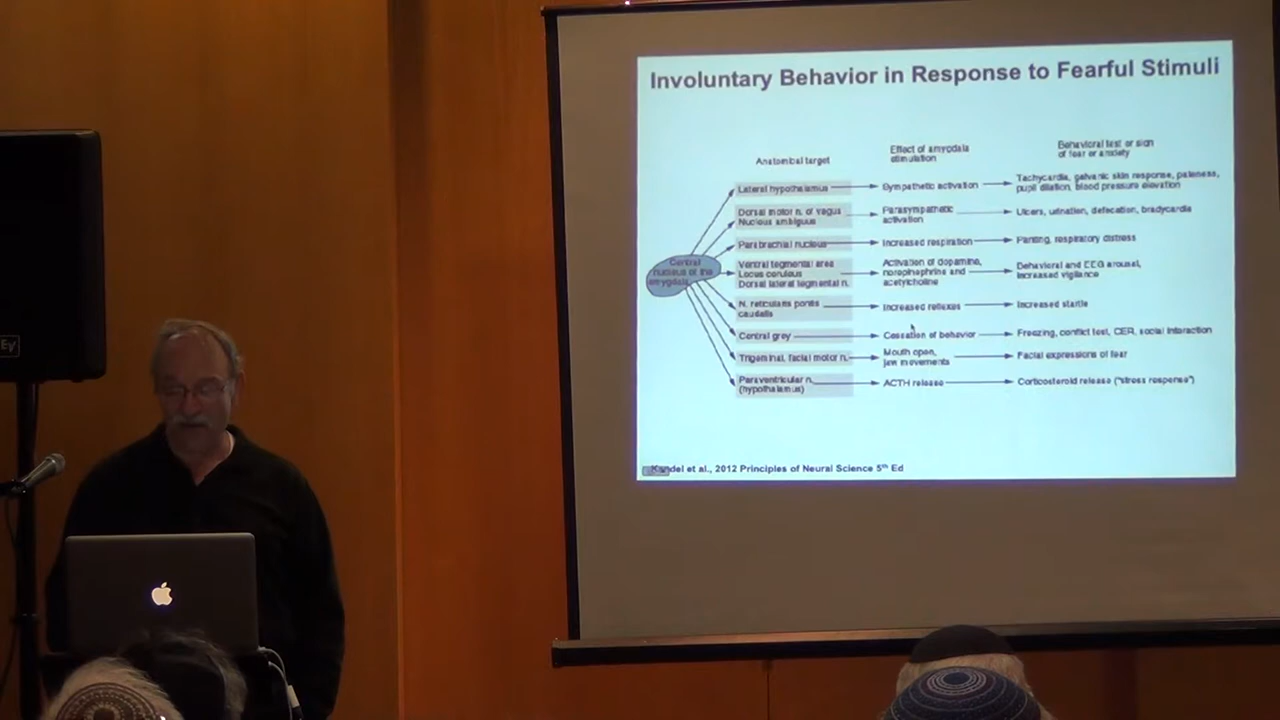 Involuntary Behavior in Response to Fearful Stimuli
Anatomical target
Effect of amygdala
stimulation
Behavioral test or sign
of fear or anxiety
Central
nucleus of the
amygdala
Lateral hypothalamus
Sympathetic activation
Tachycardia, galvanic skin response, paleness,
pupil dilation, blood pressure elevation
Dorsal motor n. of vagus
Nucleus ambiguus
Parasympathetic
activation
Ulcers, urination, defecation, bradycardia
Parabrachial nucleus
Increased respiration
Panting, respiratory distress
Ventral tegmental area
Locus ceruleus
Dorsal lateral tegmental n.
Activation of dopamine,
norepinephrine and
acetylcholine
Behavioral and EEG arousal,
increased vigilance
N. reticularis pontis
caudalis
Increased reflexes
Increased startle
Central grey
Cessation of behavior
Freezing, conflict test, CER, social interaction
Trigeminal, facial motor n.
Mouth open,
jaw movements
Facial expressions of fear
Paraventricular n.
(hypothalamus)
ACTH release
Corticosteroid release ("stress response")
Kandel et al., 2012 Principles of Neural Science 5th Ed